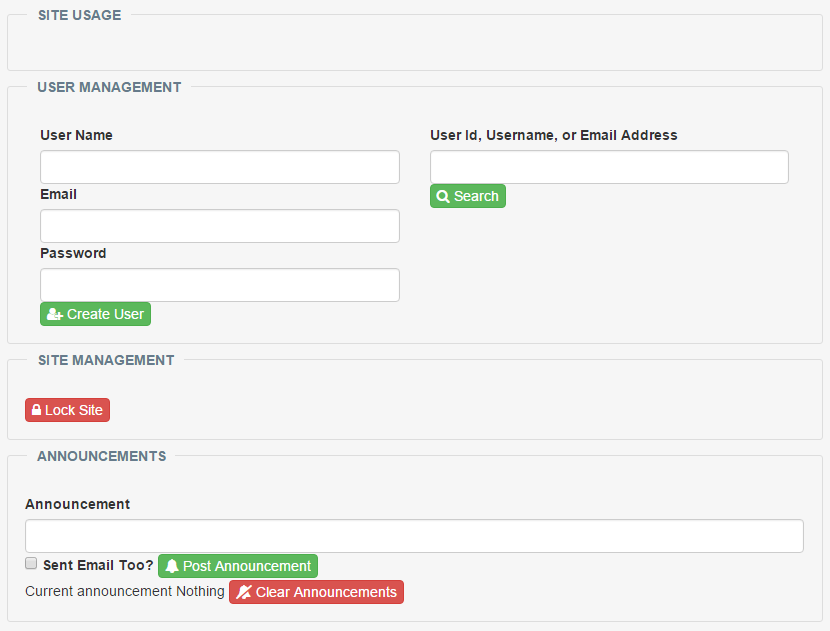 SITE USAGE
USER MANAGEMENT
User Name
User Id, Username, or Email Address
Email
Search
Password
Create User
SITE MANAGEMENT
Lock Site
ANNOUNCEMENTS
Announcement
Sent Email Too? Post Announcement
Current announcement Nothing Clear Announcements